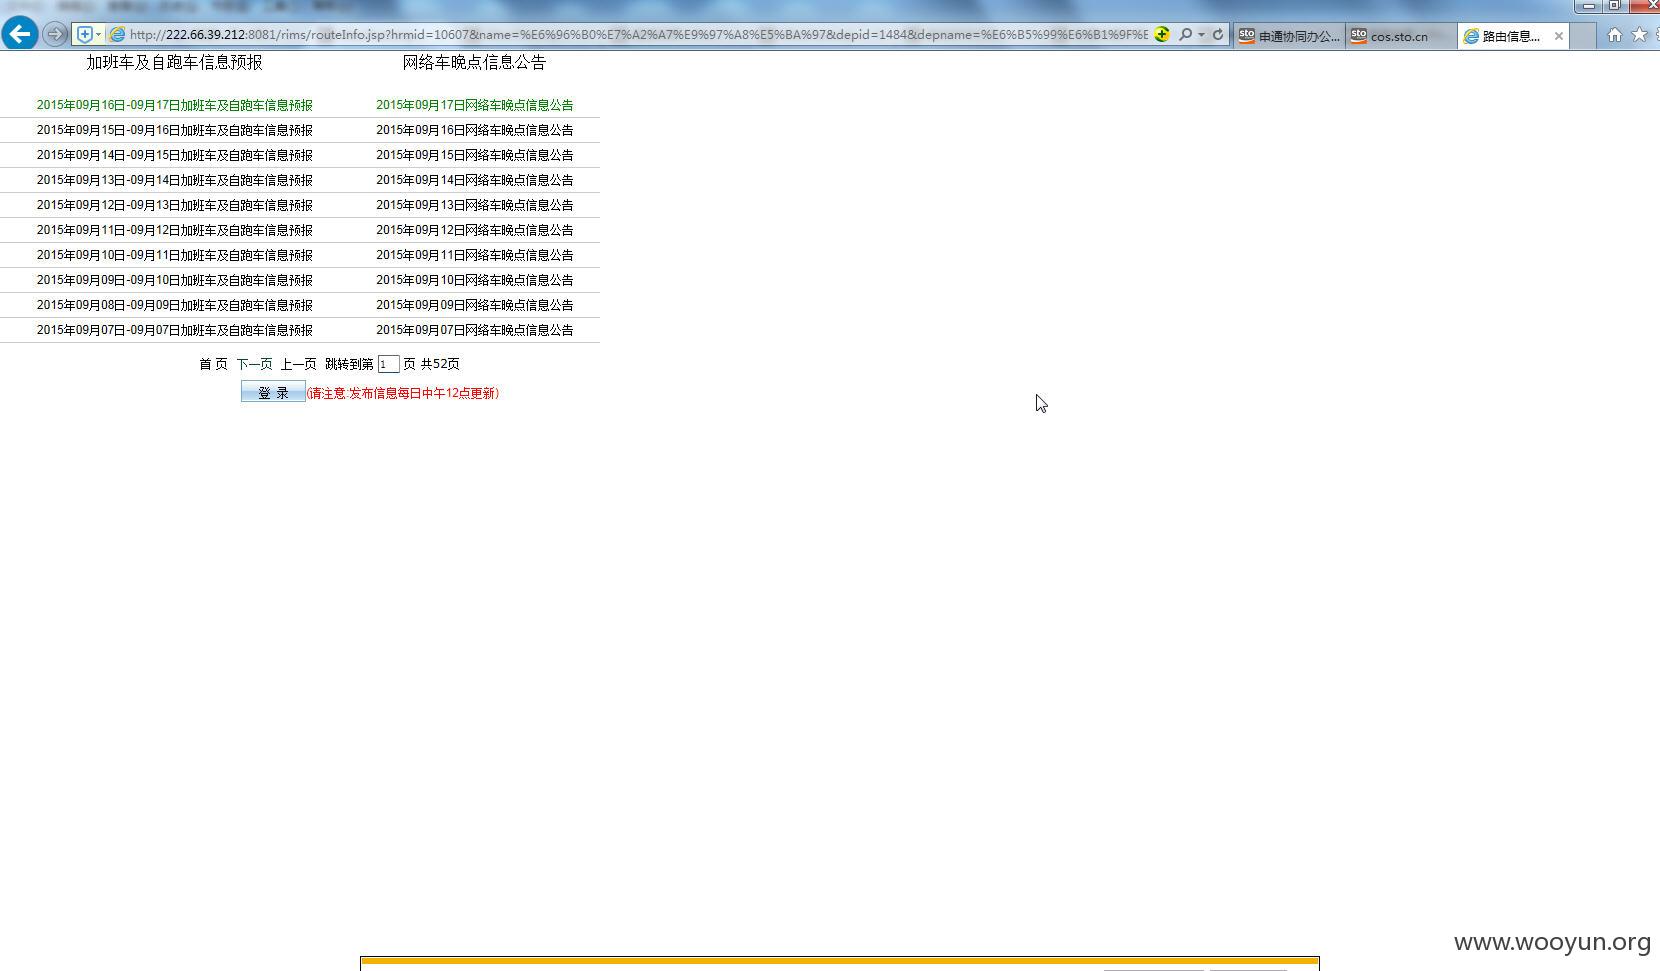 http://222.66.39.212:8081/rims/routeInfo.jsp?hrmid=10607&name=%E6%96%B0%E7%A2%A7%E9%97%A8%E5%BA%97&depid=1484&depname=%E6%B5%99%E6%B1%9F%E
申通协同办公...
cos.sto.cn
路由信息...
加班车及自跑车信息预报 网络车晚点信息公告
2015年09月16日-09月17日加班车及自跑车信息预报 2015年09月17日网络车晚点信息公告
2015年09月15日-09月16日加班车及自跑车信息预报 2015年09月16日网络车晚点信息公告
2015年09月14日-09月15日加班车及自跑车信息预报 2015年09月15日网络车晚点信息公告
2015年09月13日-09月14日加班车及自跑车信息预报 2015年09月14日网络车晚点信息公告
2015年09月12日-09月13日加班车及自跑车信息预报 2015年09月13日网络车晚点信息公告
2015年09月11日-09月12日加班车及自跑车信息预报 2015年09月12日网络车晚点信息公告
2015年09月10日-09月11日加班车及自跑车信息预报 2015年09月11日网络车晚点信息公告
2015年09月09日-09月10日加班车及自跑车信息预报 2015年09月10日网络车晚点信息公告
2015年09月08日-09月09日加班车及自跑车信息预报 2015年09月09日网络车晚点信息公告
2015年09月07日-09月07日加班车及自跑车信息预报 2015年09月07日网络车晚点信息公告
首 页 下一页 上一页 跳转到第 1 页 共52页
登 录 (请注意:发布信息每日中午12点更新)
www.wooyun.org